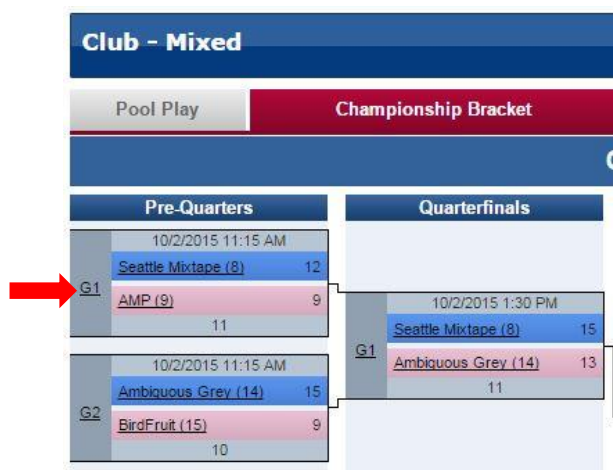 Club - Mixed
Pool Play
Championship Bracket
Pre-Quarters
Quarterfinals
10/2/2015 11:15 AM
G1
Seattle Mixtape (8) 12
AMP (9) 9
11
10/2/2015 11:15 AM
G2
Ambiguous Grey (14) 15
BirdFruit (15) 9
10
10/2/2015 1:30 PM
G1
Seattle Mixtape (8) 15
Ambiguous Grey (14) 13
11